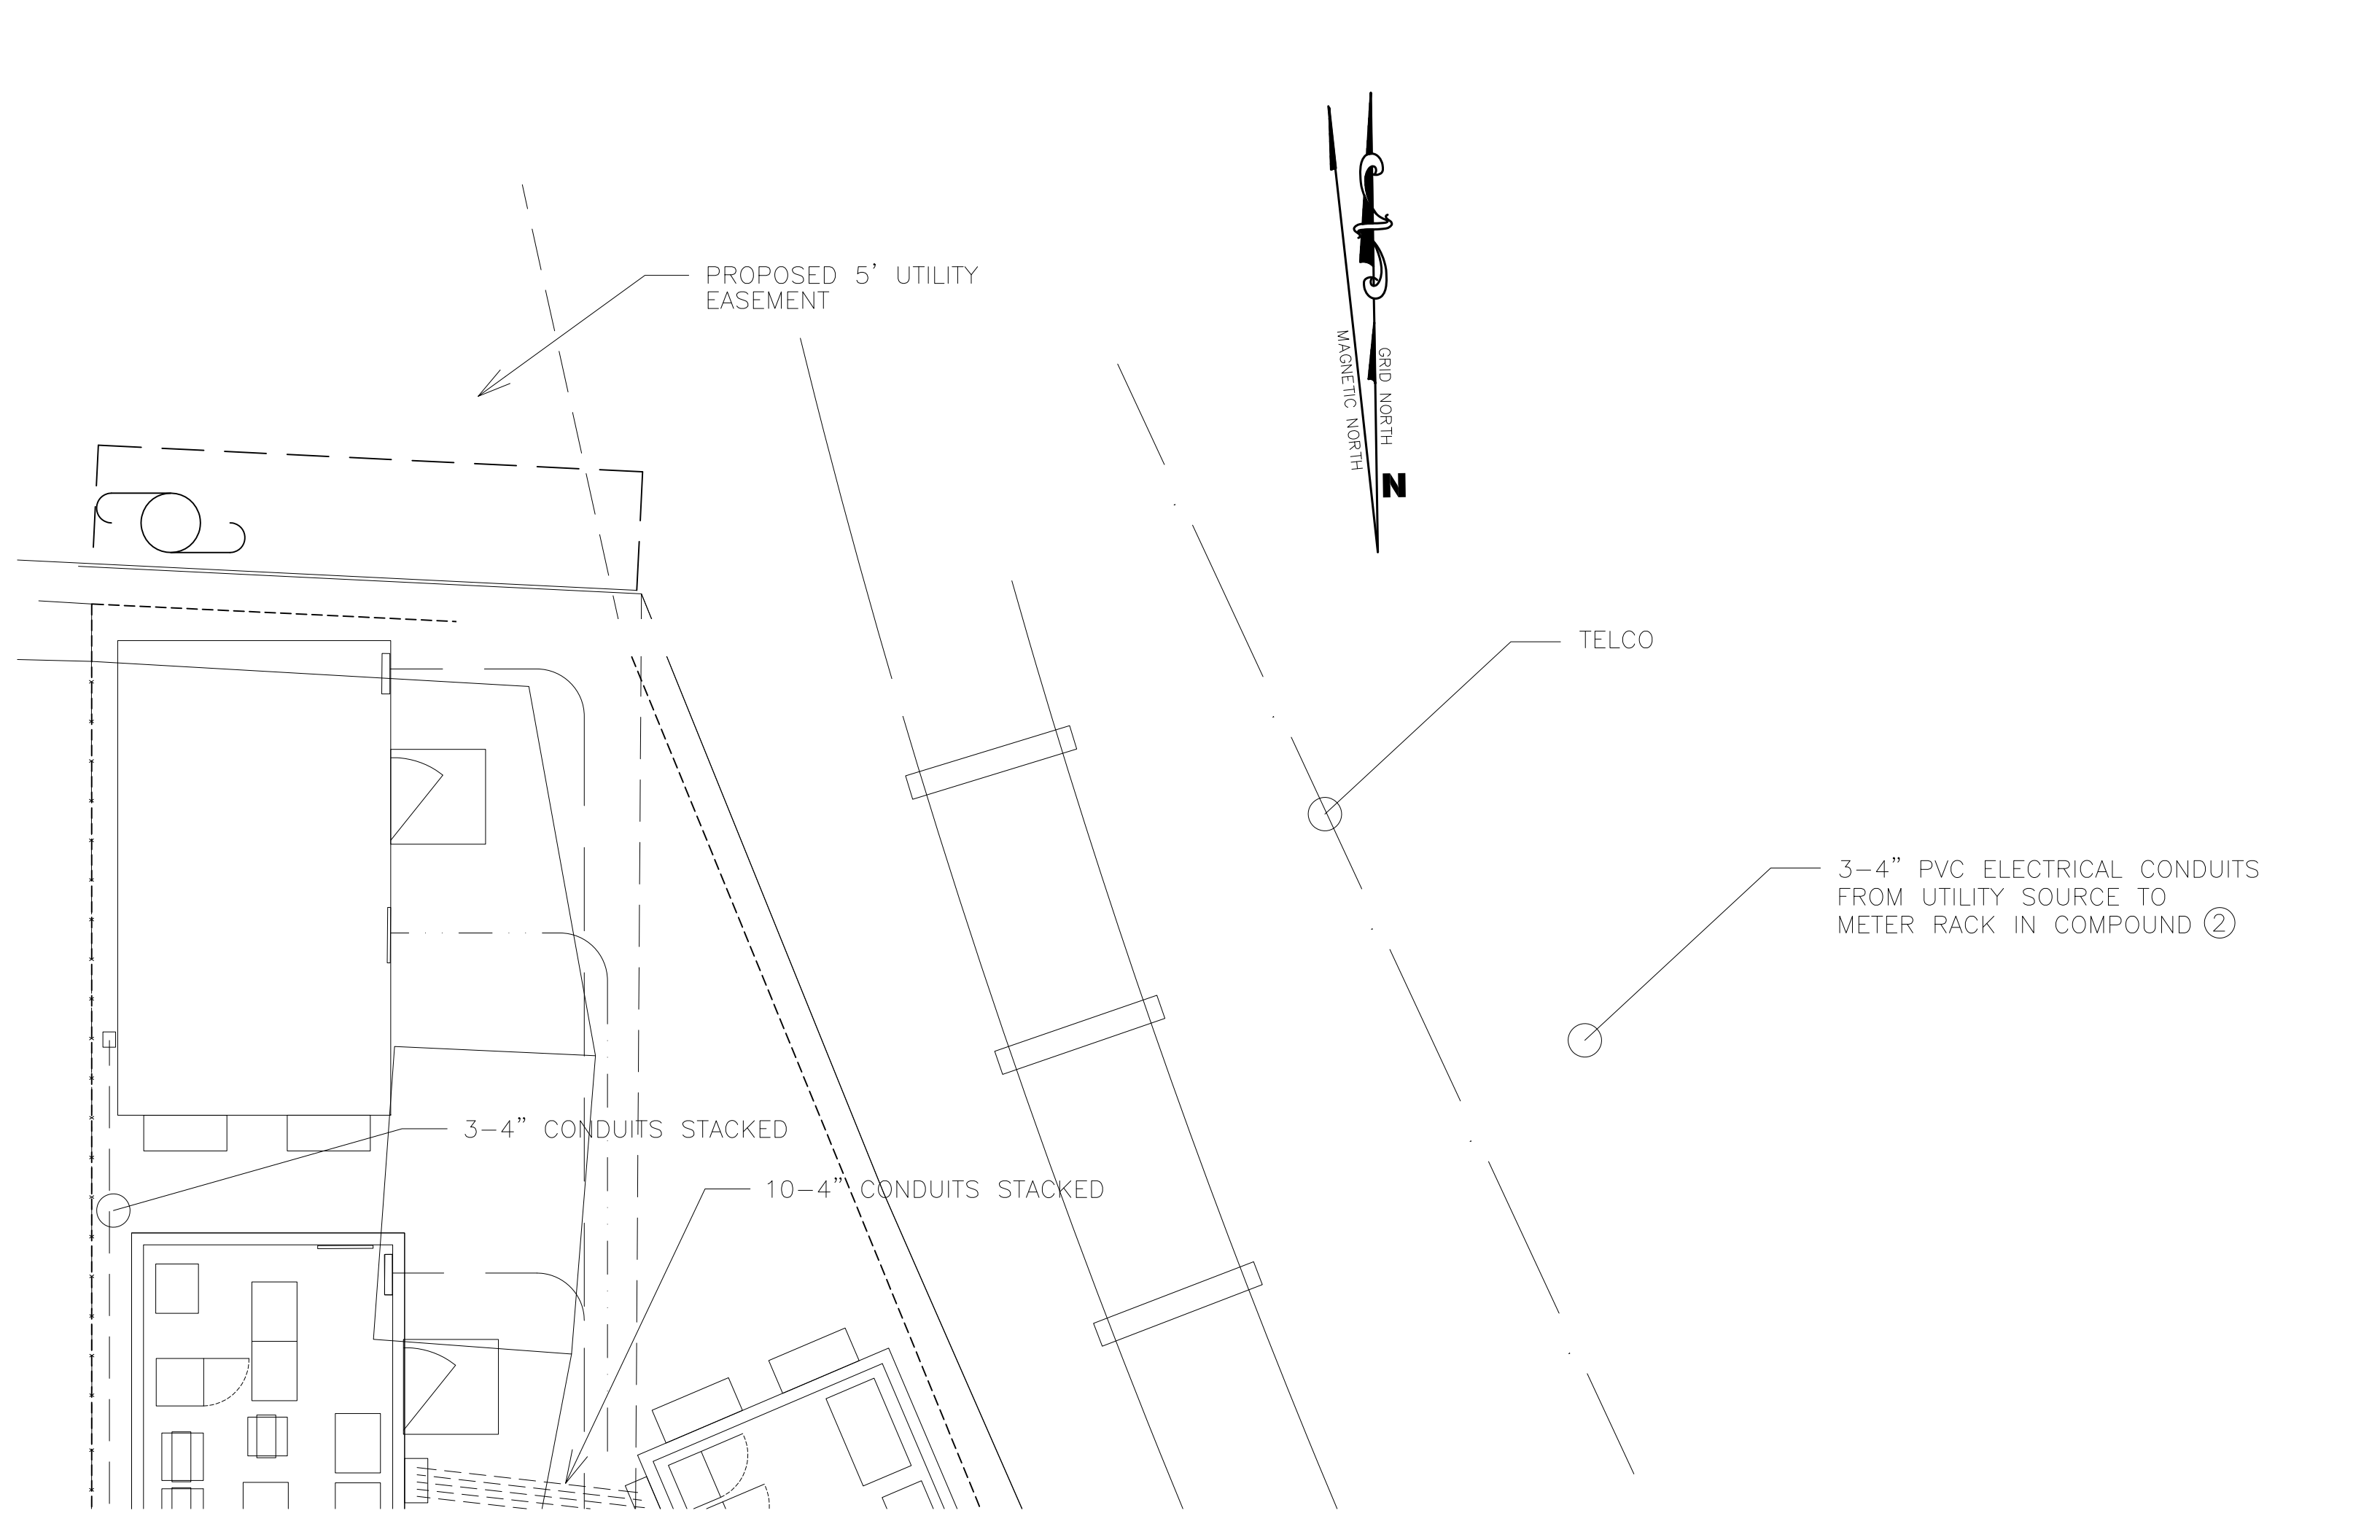 PROPOSED 5' UTILITY
EASEMENT
MAGNETIC NORTH
GRID NORTH
N
TELCO
3-4" PVC ELECTRICAL CONDUITS
FROM UTILITY SOURCE TO
METER RACK IN COMPOUND 2
3-4" CONDUITS STACKED
10-4" CONDUITS STACKED